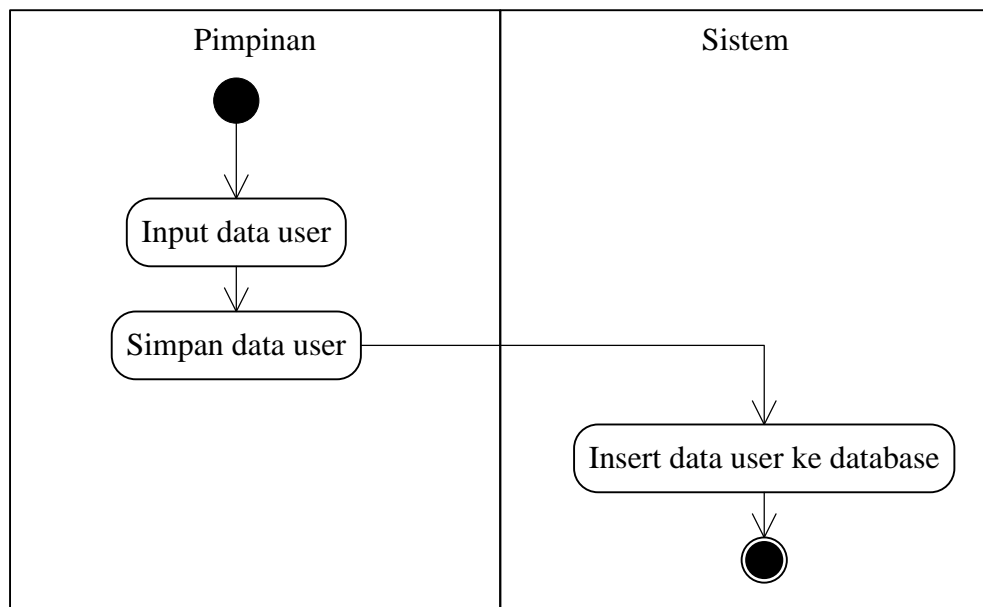 Pimpinan
Sistem
Input data user
Simpan data user
Insert data user ke database